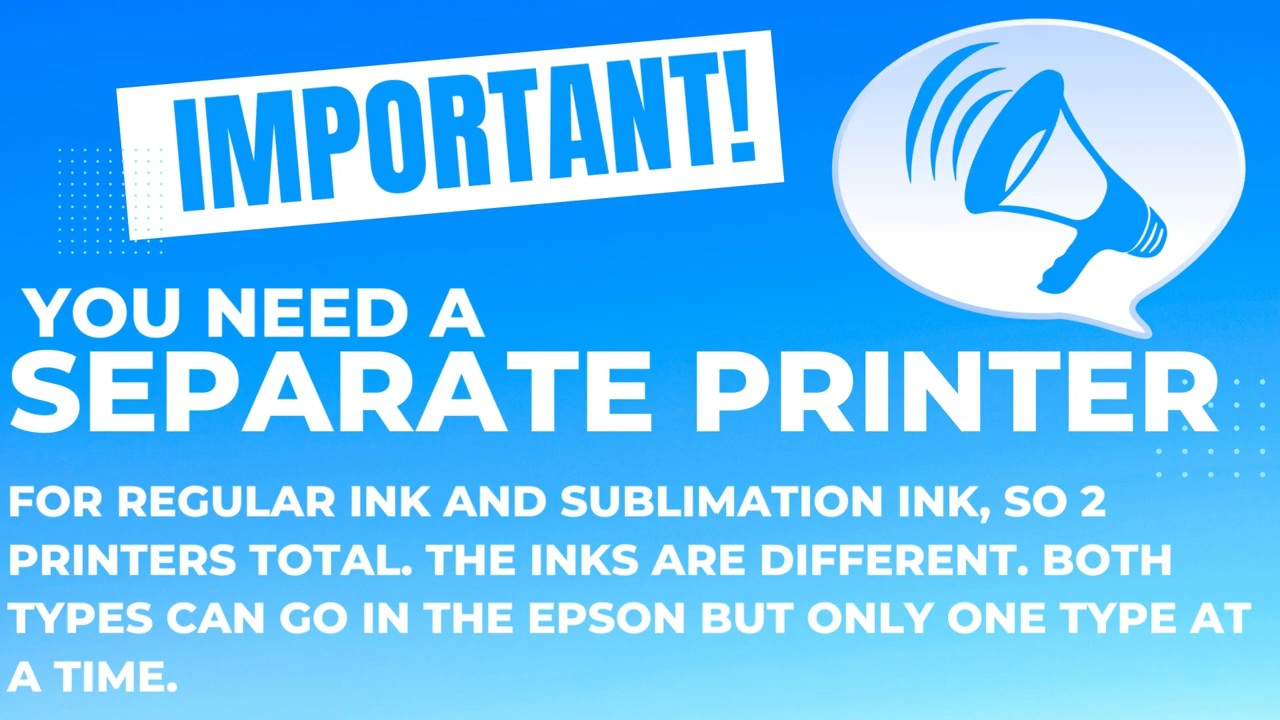 IMPORTANT!
YOU NEED A
SEPARATE PRINTER
FOR REGULAR INK AND SUBLIMATION INK, SO 2
PRINTERS TOTAL. THE INKS ARE DIFFERENT. BOTH
TYPES CAN GO IN THE EPSON BUT ONLY ONE TYPE AT
A TIME.